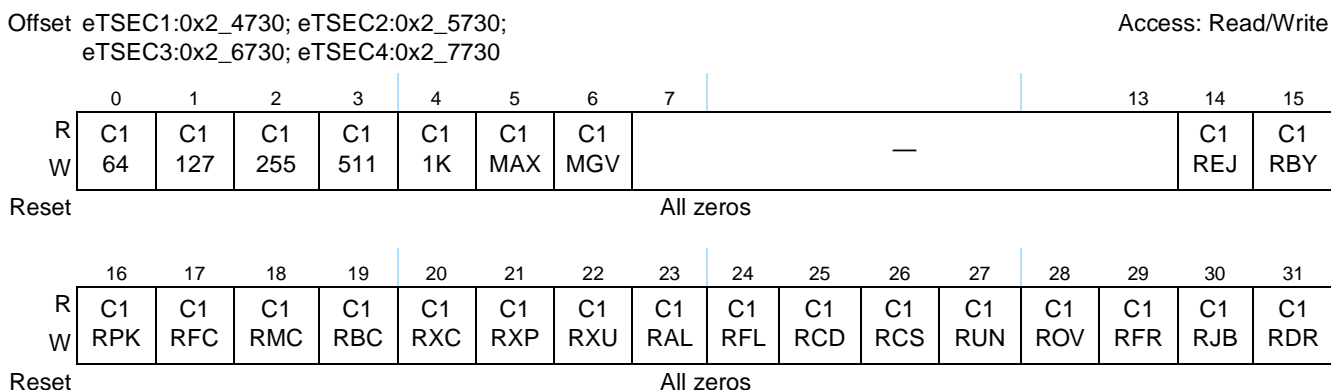 Offset eTSEC1:0x2_4730; eTSEC2:0x2_5730; Access: Read/Write
eTSEC3:0x2_6730; eTSEC4:0x2_7730
0 1 2 3 4 5 6 7 13 14 15
R C1 C1 C1 C1 C1 C1 C1 — C1 C1
W 64 127 255 511 1K MAX MGV REJ RBY
Reset All zeros
16 17 18 19 20 21 22 23 24 25 26 27 28 29 30 31
R C1 C1 C1 C1 C1 C1 C1 C1 C1 C1 C1 C1 C1 C1 C1 C1
W RPK RFC RMC RBC RXC RXP RXU RAL RFL RCD RCS RUN ROV RFR RJB RDR
Reset All zeros